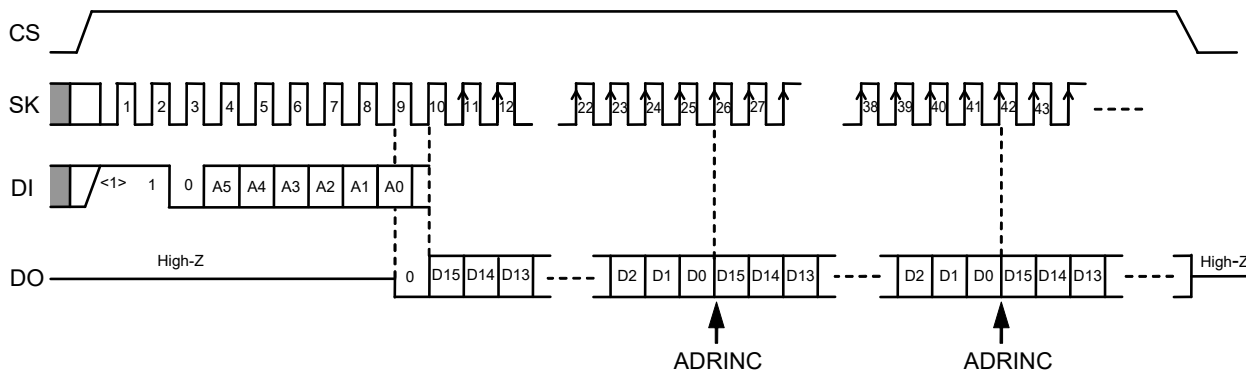 CS
SK 1 2 3 4 5 6 7 8 9 10 11 12 22 23 24 25 26 27 38 39 40 41 42 43
DI <1> 1 0 A5 A4 A3 A2 A1 A0
High-Z High-Z
DO 0 D15 D14 D13 D2 D1 D0 D15 D14 D13 D2 D1 D0 D15 D14 D13
ADRINC ADRINC